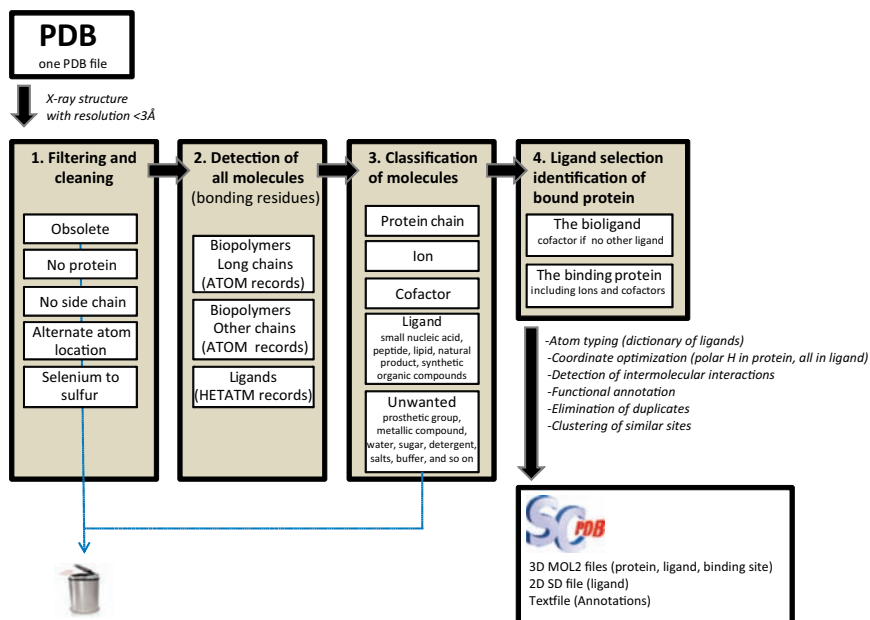 PDB
one PDB file
X-ray structure
with resolution <3Å
1. Filtering and
cleaning
Obsolete
No protein
No side chain
Alternate atom
location
Selenium to
sulfur
2. Detection of
all molecules
(bonding residues)
Biopolymers
Long chains
(ATOM records)
Biopolymers
Other chains
(ATOM records)
Ligands
(HETATM records)
3. Classification
of molecules
Protein chain
Ion
Cofactor
Ligand
small nucleic acid,
peptide, lipid, natural
product, synthetic
organic compounds
Unwanted
prosthetic group,
metallic compound,
water, sugar, detergent,
salts, buffer, and so on
4. Ligand selection
identification of
bound protein
The bioligand
cofactor if no other ligand
The binding protein
including Ions and cofactors
-Atom typing (dictionary of ligands)
-Coordinate optimization (polar H in protein, all in ligand)
-Detection of intermolecular interactions
-Functional annotation
-Elimination of duplicates
-Clustering of similar sites
SC PDB
3D MOL2 files (protein, ligand, binding site)
2D SD file (ligand)
Textfile (Annotations)